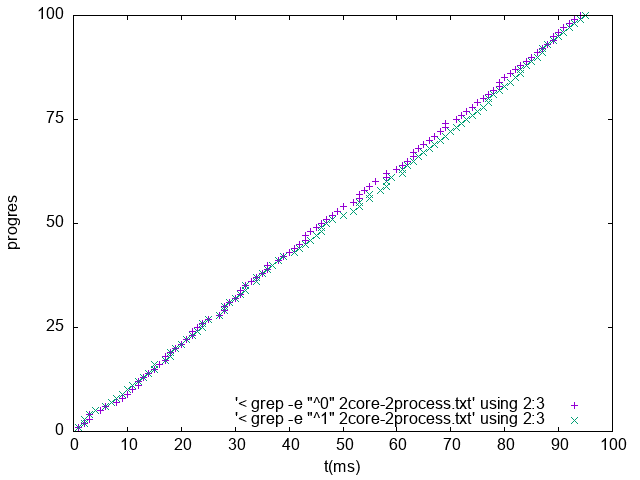 100
75
progres
50
25
'< grep -e "^0" 2core-2process.txt' using 2:3
'< grep -e "^1" 2core-2process.txt' using 2:3
0
0 10 20 30 40 50 60 70 80 90 100
t(ms)